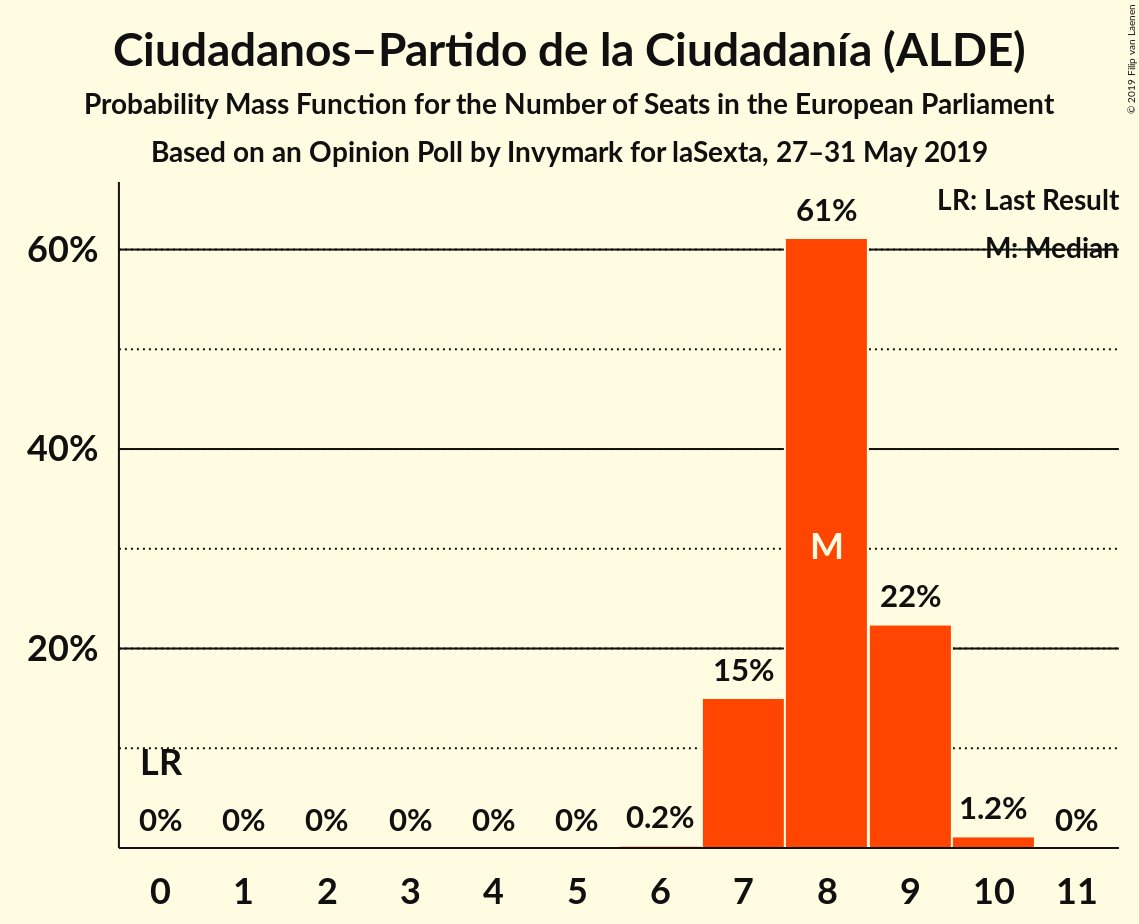 Ciudadanos–Partido de la Ciudadanía (ALDE)
Probability Mass Function for the Number of Seats in the European Parliament
Based on an Opinion Poll by Invymark for laSexta, 27–31 May 2019
© 2019 Filip van Laenen
LR: Last Result
M: Median
60%
40%
20%
61%
M
22%
15%
LR
0% 0% 0% 0% 0% 0% 0.2% 1.2% 0%
0 1 2 3 4 5 6 7 8 9 10 11